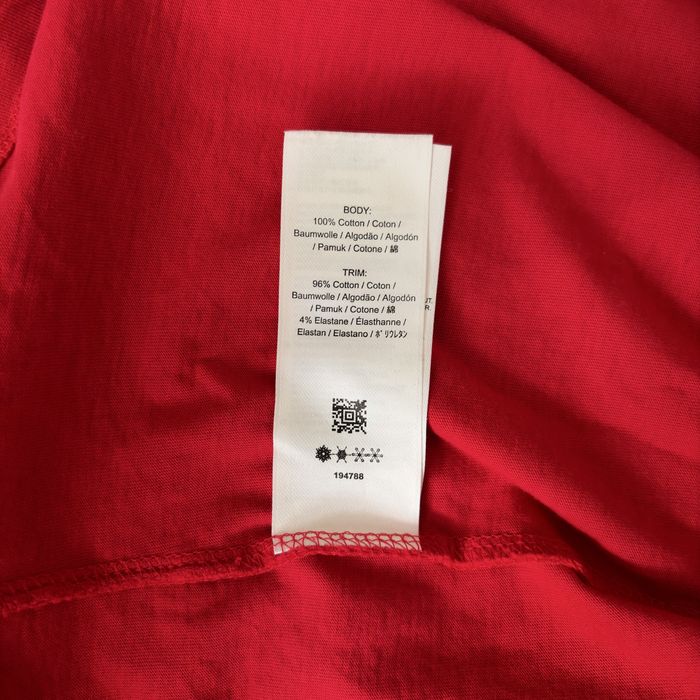 BODY:
100% Cotton / Coton /
Baumwolle / Algodão / Algodón
/ Pamuk / Cotone / 綿
TRIM:
96% Cotton / Coton /
Baumwolle / Algodão / Algodón
/ Pamuk / Cotone / 綿
4% Elastane / Élasthanne /
Elastan / Elastano / ﾎﾟﾘｳﾚﾀﾝ
194788
UT.
R.